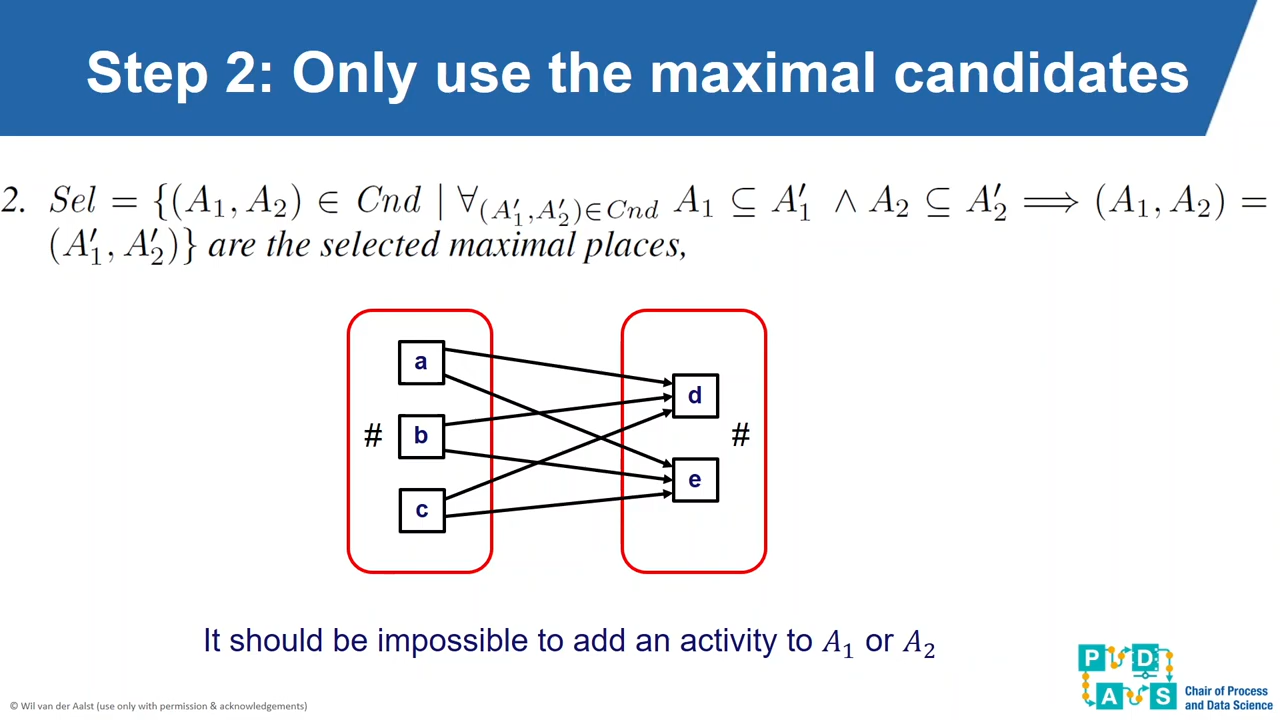 Step 2: Only use the maximal candidates
2. Sel = {(A₁, A₂) ∈ Cnd | ∀(A′₁,A′₂)∈Cnd A₁ ⊆ A′₁ ∧ A₂ ⊆ A′₂ ⟹ (A₁, A₂) =
(A′₁, A′₂)} are the selected maximal places,
a
d
# b #
e
c
It should be impossible to add an activity to A₁ or A₂
P D
A S
Chair of Process
and Data Science
© Wil van der Aalst (use only with permission & acknowledgements)